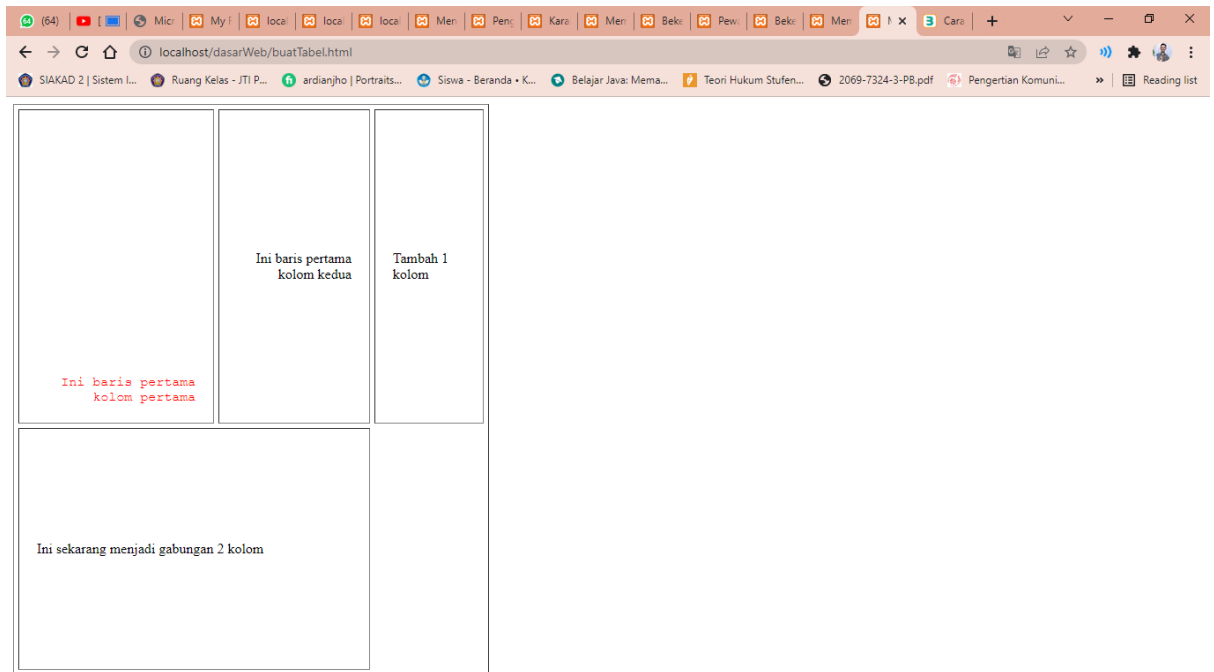 (64)
Micr
My f
local
local
local
Men
Peng
Kara
Men
Beke
Pewa
Beke
Men
Cara
localhost/dasarWeb/buatTabel.html
SIAKAD 2 | Sistem I...
Ruang Kelas - JTI P...
ardianjho | Portraits...
Siswa - Beranda • K...
Belajar Java: Mema...
Teori Hukum Stufen...
2069-7324-3-PB.pdf
Pengertian Komuni...
»
Reading list
Ini baris pertama
kolom pertama
Ini baris pertama
kolom kedua
Tambah 1
kolom
Ini sekarang menjadi gabungan 2 kolom